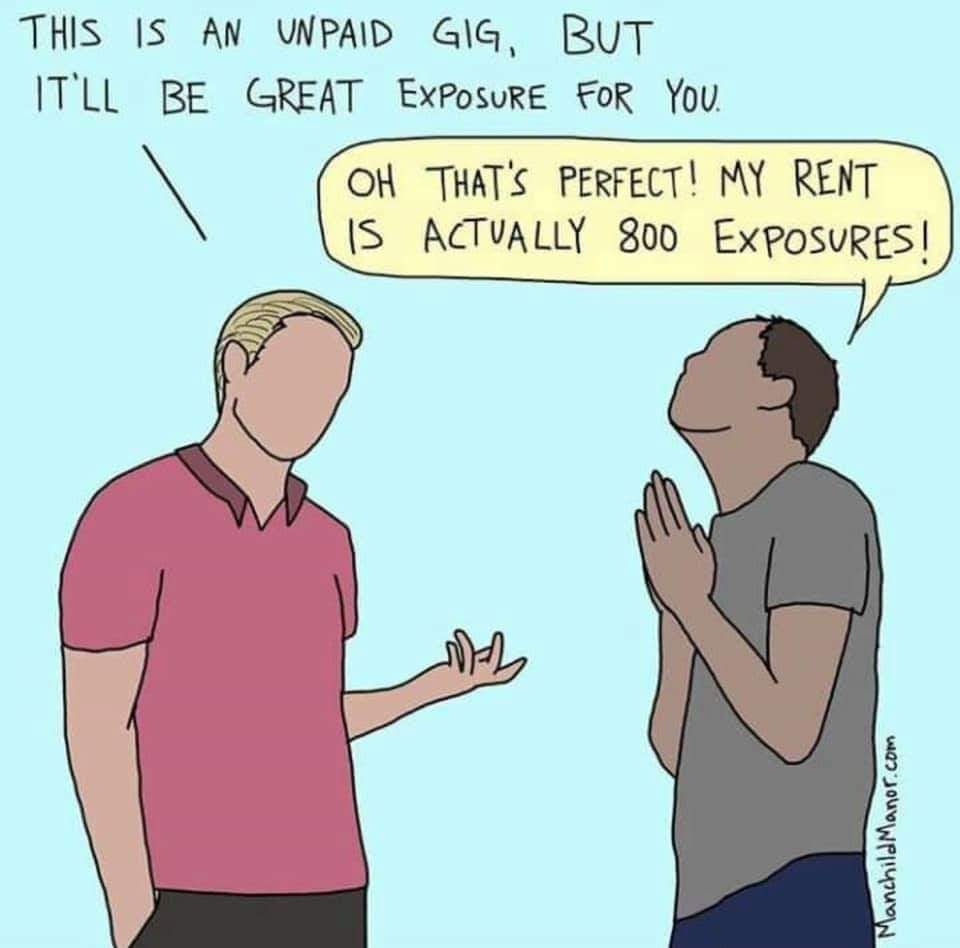 THIS IS AN UNPAID GIG, BUT
IT'LL BE GREAT EXPOSURE FOR YOU.
OH THAT'S PERFECT! MY RENT
IS ACTUALLY 800 EXPOSURES!
ManchildManor.com